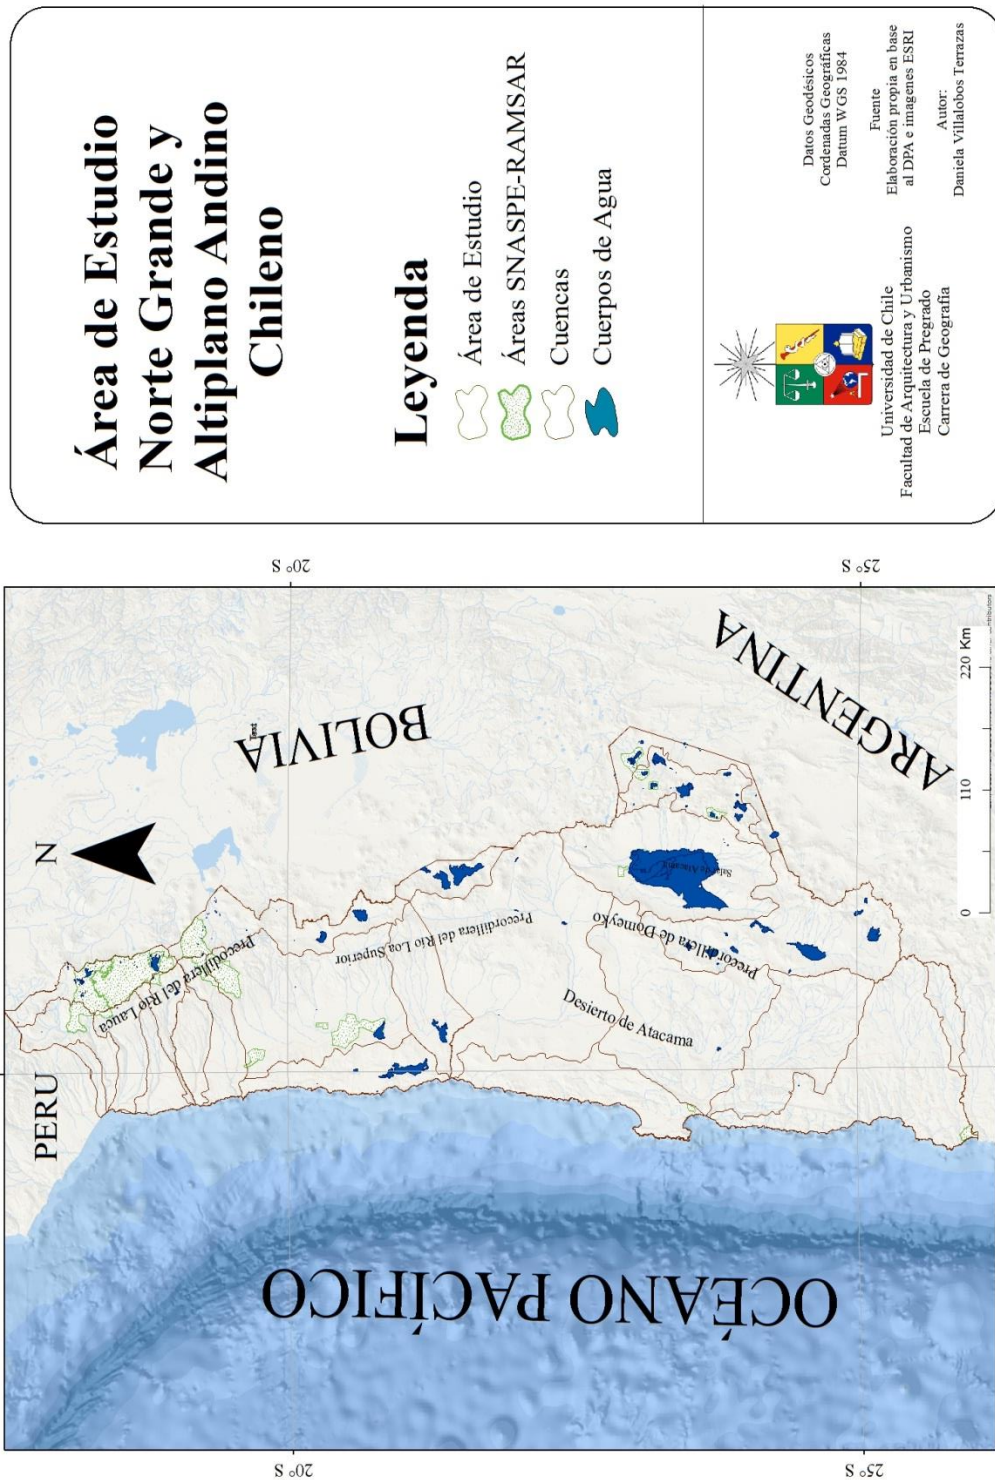 PERU
N
BOLIVIA
Text
ARGENTINA
OCÉANO PACÍFICO
Precodillera del Río Lauca
Precordillera del Río Loa Superior
Precordillera de Domeyko
Salar de Atacama
Desierto de Atacama
20° S
20° S
25° S
25° S
0 110 220 Km
Área de Estudio
Norte Grande y
Altiplano Andino
Chileno
Leyenda
Área de Estudio
Áreas SNASPE-RAMSAR
Cuencas
Cuerpos de Agua
Universidad de Chile
Facultad de Arquitectura y Urbanismo
Escuela de Pregrado
Carrera de Geografía
Datos Geodésicos
Cordenadas Geográficas
Datum WGS 1984
Fuente
Elaboración propia en base
al DPA e imagenes ESRI
Autor:
Daniela Villalobos Terrazas